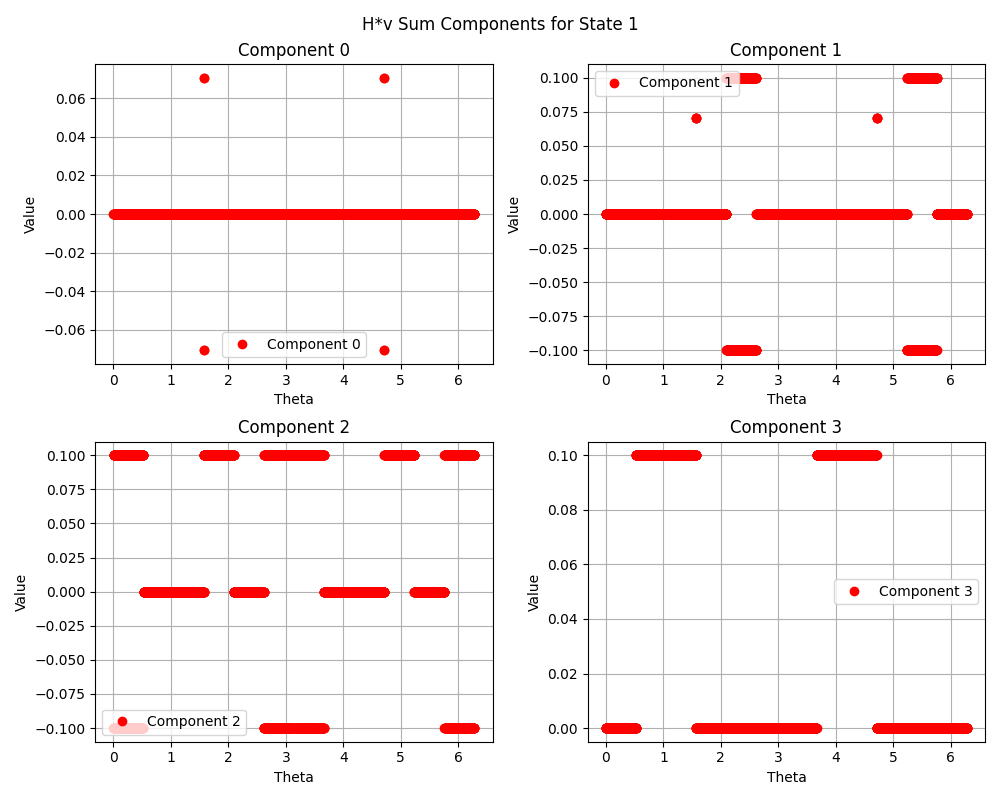 H*v Sum Components for State 1
Component 0
Value
0.06
0.04
0.02
0.00
−0.02
−0.04
−0.06
Component 0
0 1 2 3 4 5 6
Theta
Component 1
Value
0.100
0.075
0.050
0.025
0.000
−0.025
−0.050
−0.075
−0.100
Component 1
0 1 2 3 4 5 6
Theta
Component 2
Value
0.100
0.075
0.050
0.025
0.000
−0.025
−0.050
−0.075
−0.100
Component 2
0 1 2 3 4 5 6
Theta
Component 3
Value
0.10
0.08
0.06
0.04
0.02
0.00
Component 3
0 1 2 3 4 5 6
Theta